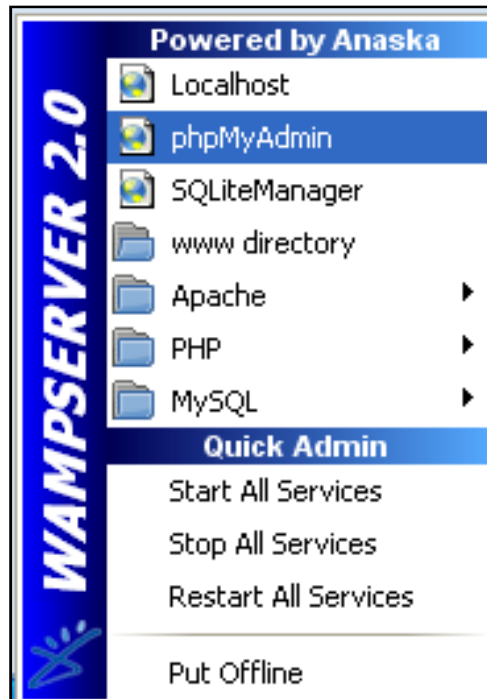 Powered by Anaska
Localhost
phpMyAdmin
SQLiteManager
www directory
Apache
PHP
MySQL
Quick Admin
Start All Services
Stop All Services
Restart All Services
Put Offline
WAMPSERVER 2.0